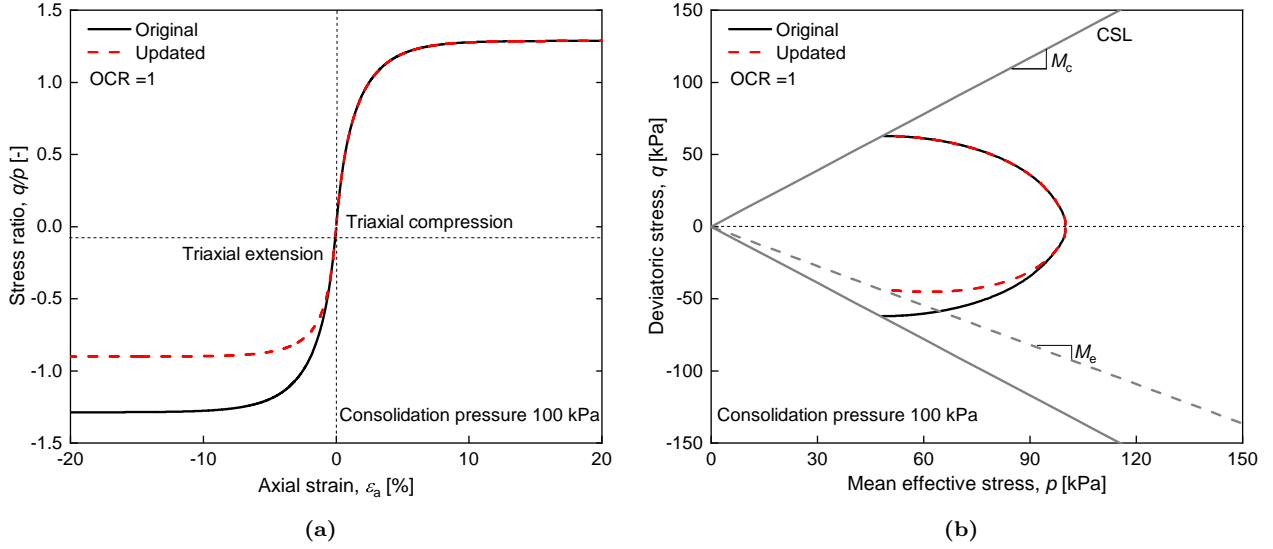 Original
Updated
OCR =1
Triaxial compression
Triaxial extension
Consolidation pressure 100 kPa
1.5
1.0
0.5
0.0
-0.5
-1.0
-1.5
-20
-10
0
10
20
Stress ratio, q/p [-]
Axial strain, εa [%]
(a)
Original
Updated
OCR =1
CSL
Mc
Me
Consolidation pressure 100 kPa
150
100
50
0
-50
-100
-150
0
30
60
90
120
150
Deviatoric stress, q [kPa]
Mean effective stress, p [kPa]
(b)